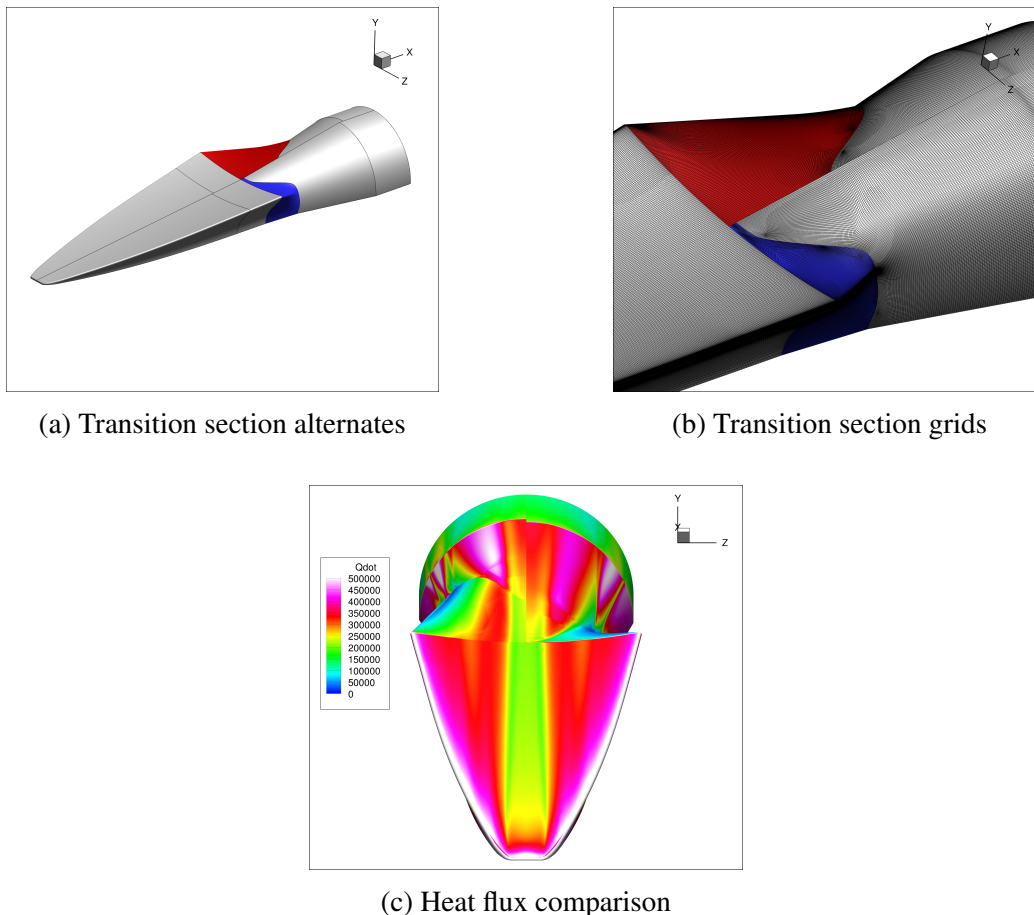 Y
X
Z
Y
X
Z
(a) Transition section alternates
(b) Transition section grids
Y
X
Z
Qdot
500000
450000
400000
350000
300000
250000
200000
150000
100000
50000
0
(c) Heat flux comparison